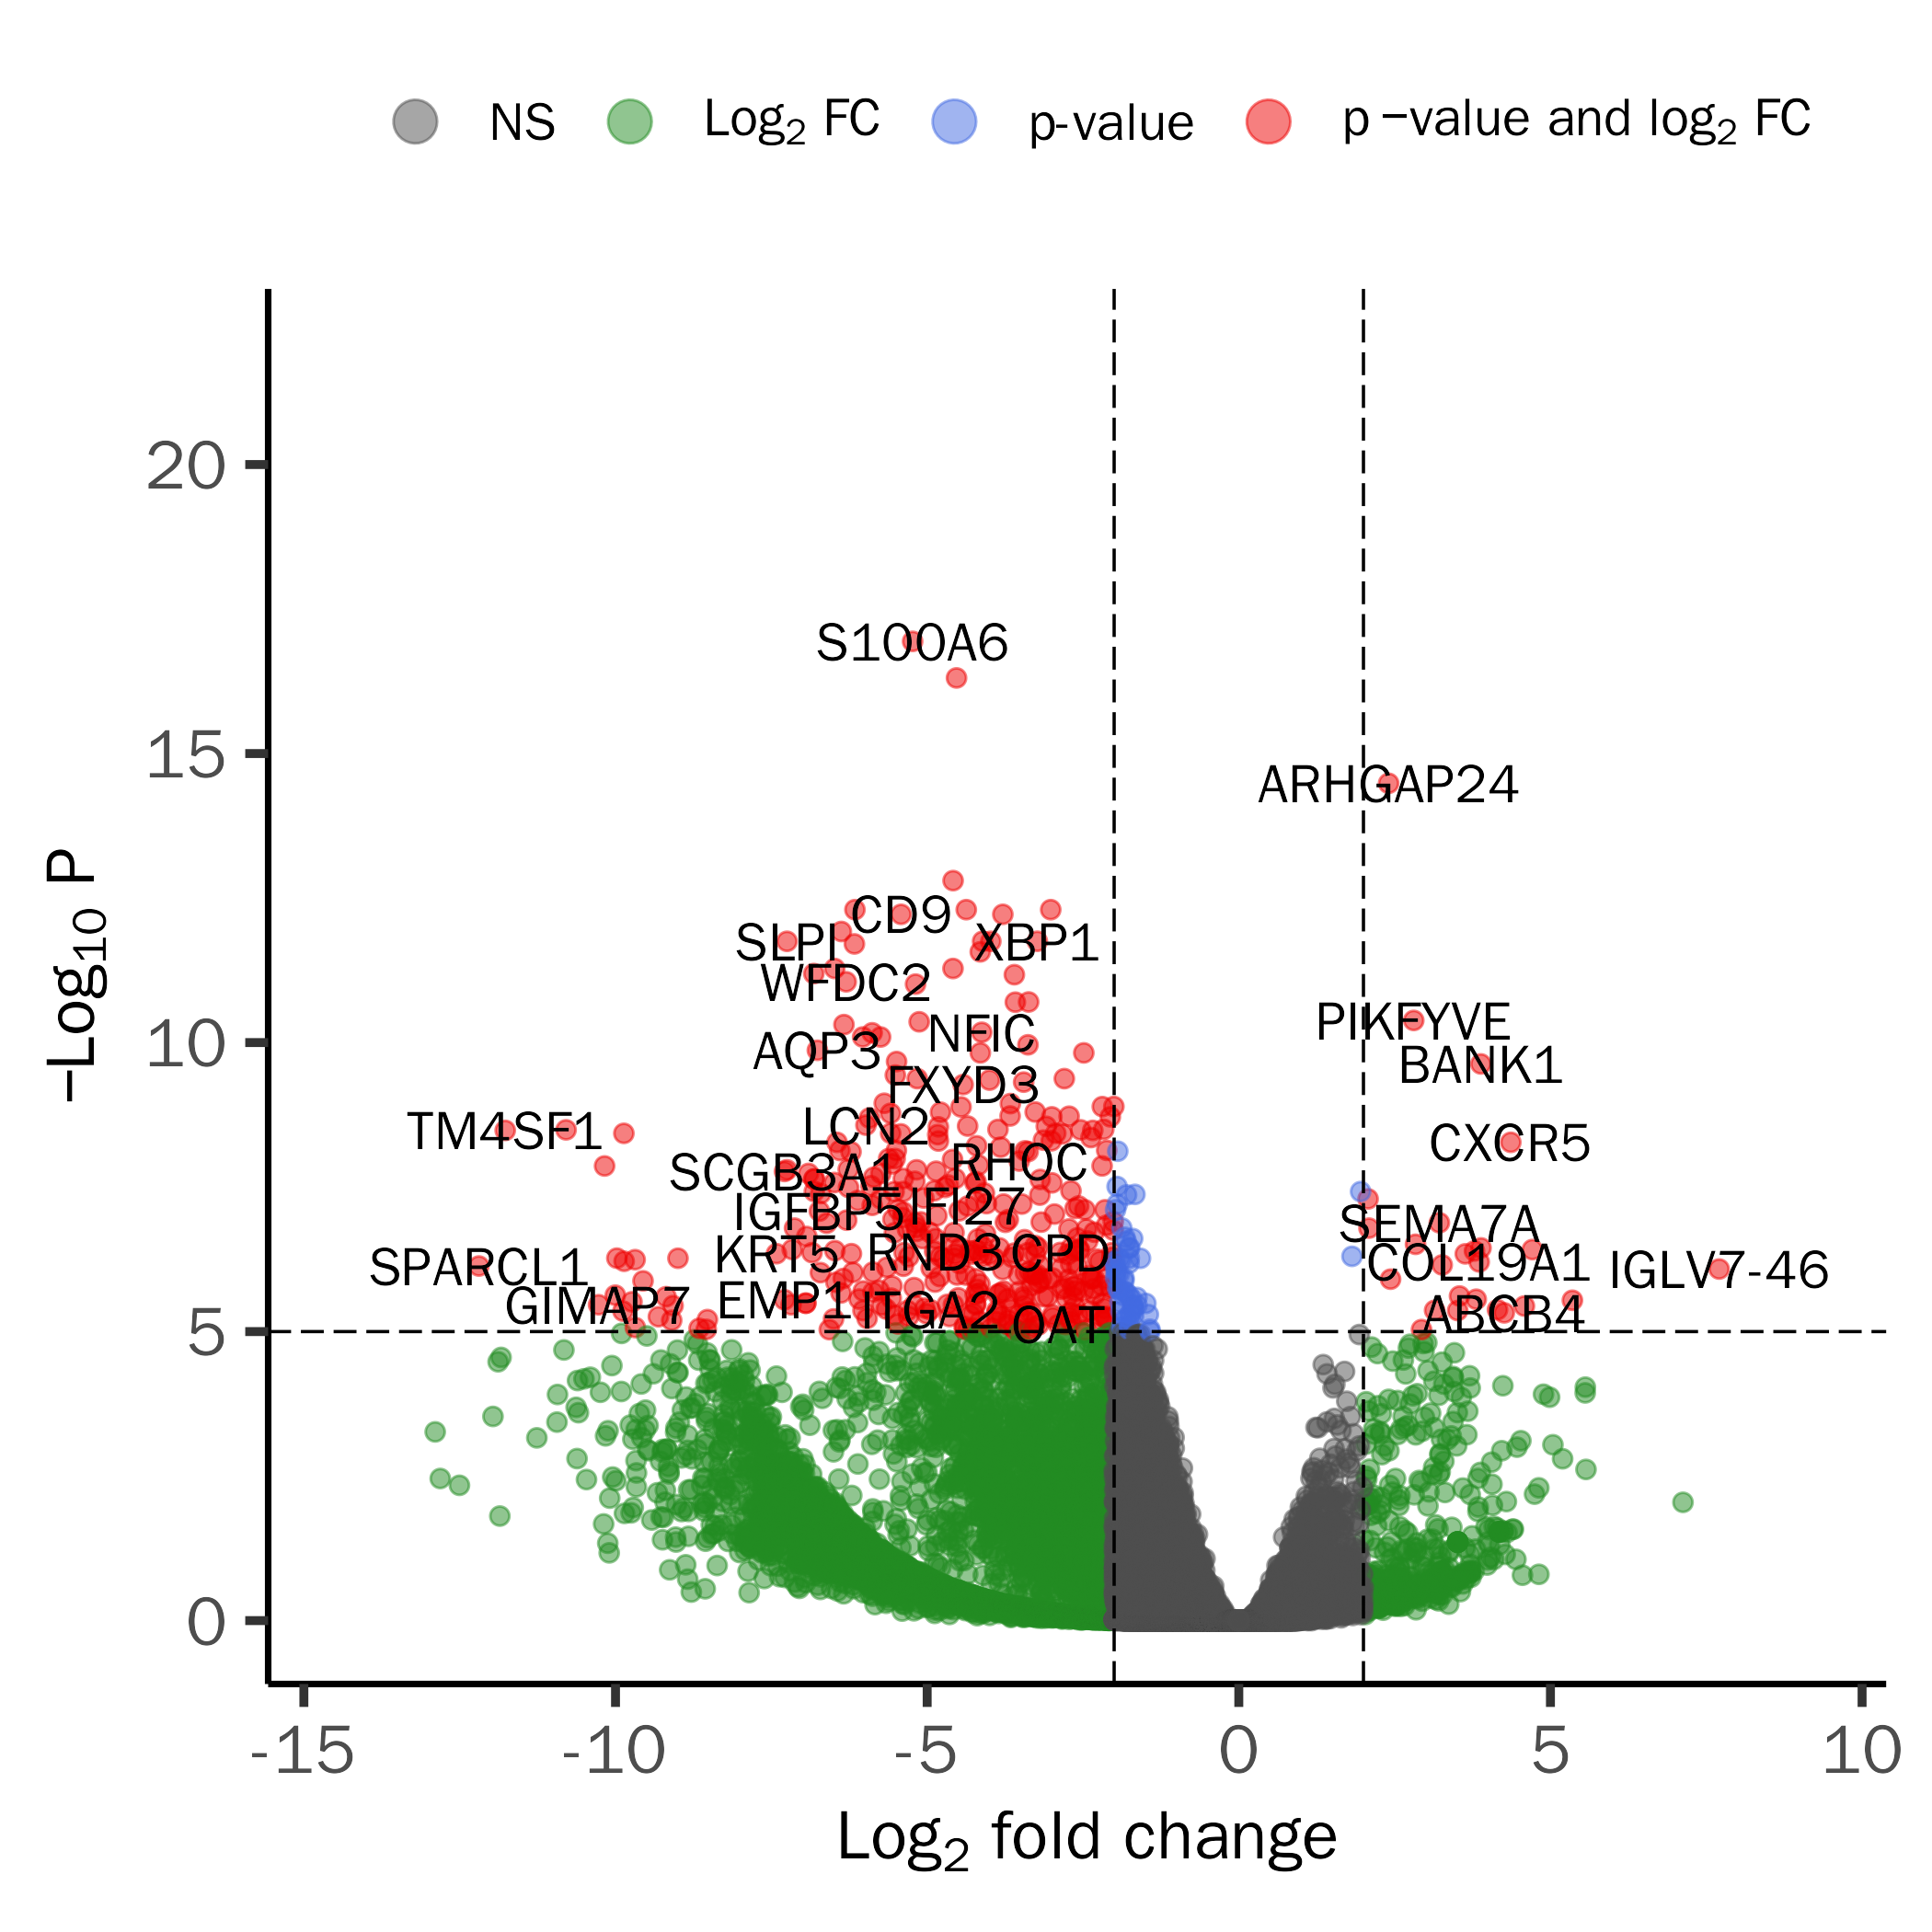 NS Log2 FC p-value p −value and log2 FC
20
15
10
5
0
−Log10 P
S100A6
ARHGAP24
CD9
SLPI XBP1
WFDC2
PIKFYVE
NFIC
AQP3 BANK1
FXYD3
LCN2
TM4SF1
CXCR5
RHOC
SCGB3A1
IFI27
IGFBP5
SEMA7A
KRT5 RND3 CPD
COL19A1
SPARCL1 IGLV7-46
EMP1
GIMAP7 ITGA2
ABCB4
OAT
-15 -10 -5 0 5 10
Log2 fold change